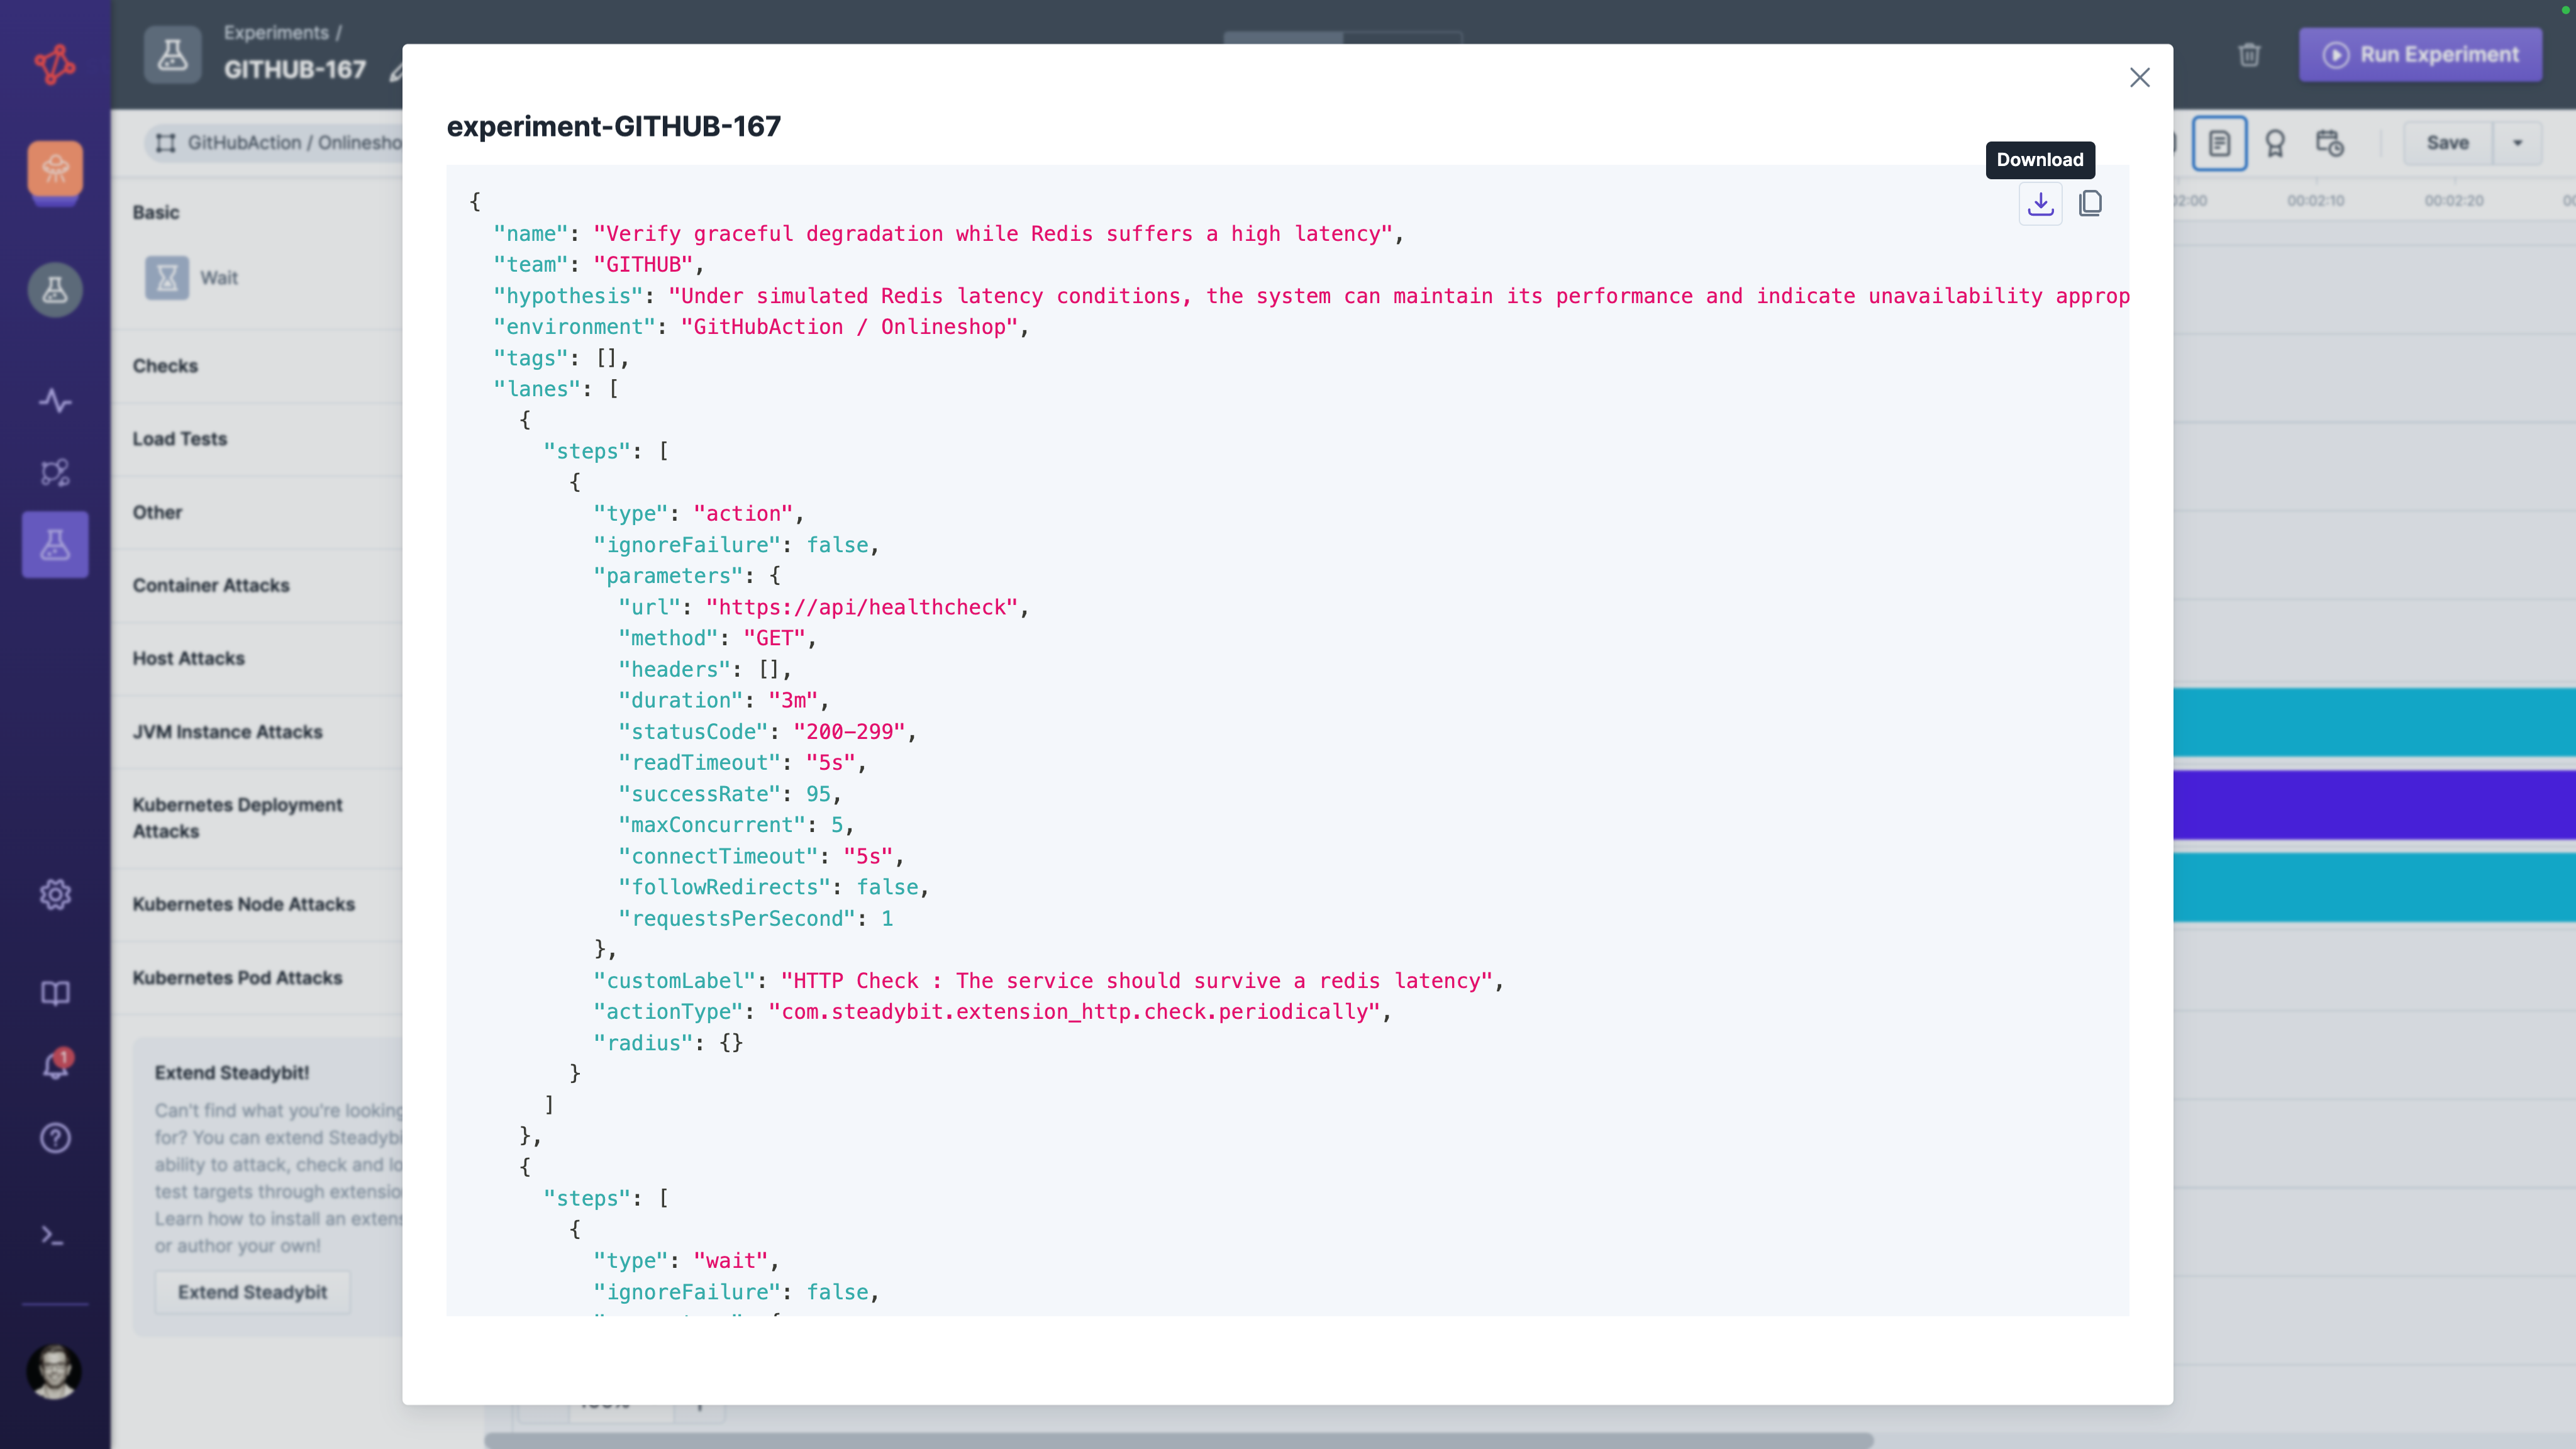 Experiments /
GITHUB-167
Run Experiment
GitHubAction / Onlinesho
Save
02:00
00:02:10
00:02:20
00
Basic
Wait
Checks
Load Tests
Other
Container Attacks
Host Attacks
JVM Instance Attacks
Kubernetes Deployment
Attacks
Kubernetes Node Attacks
Kubernetes Pod Attacks
Extend Steadybit!
Can't find what you're looking
for? You can extend Steadybi
ability to attack, check and lo
test targets through extensio
Learn how to install an extens
or author your own!
Extend Steadybit
1
experiment-GITHUB-167
Download
{
"name": "Verify graceful degradation while Redis suffers a high latency",
"team": "GITHUB",
"hypothesis": "Under simulated Redis latency conditions, the system can maintain its performance and indicate unavailability approp
"environment": "GitHubAction / Onlineshop",
"tags": [],
"lanes": [
{
"steps": [
{
"type": "action",
"ignoreFailure": false,
"parameters": {
"url": "https://api/healthcheck",
"method": "GET",
"headers": [],
"duration": "3m",
"statusCode": "200-299",
"readTimeout": "5s",
"successRate": 95,
"maxConcurrent": 5,
"connectTimeout": "5s",
"followRedirects": false,
"requestsPerSecond": 1
},
"customLabel": "HTTP Check : The service should survive a redis latency",
"actionType": "com.steadybit.extension_http.check.periodically",
"radius": {}
}
]
},
{
"steps": [
{
"type": "wait",
"ignoreFailure": false,